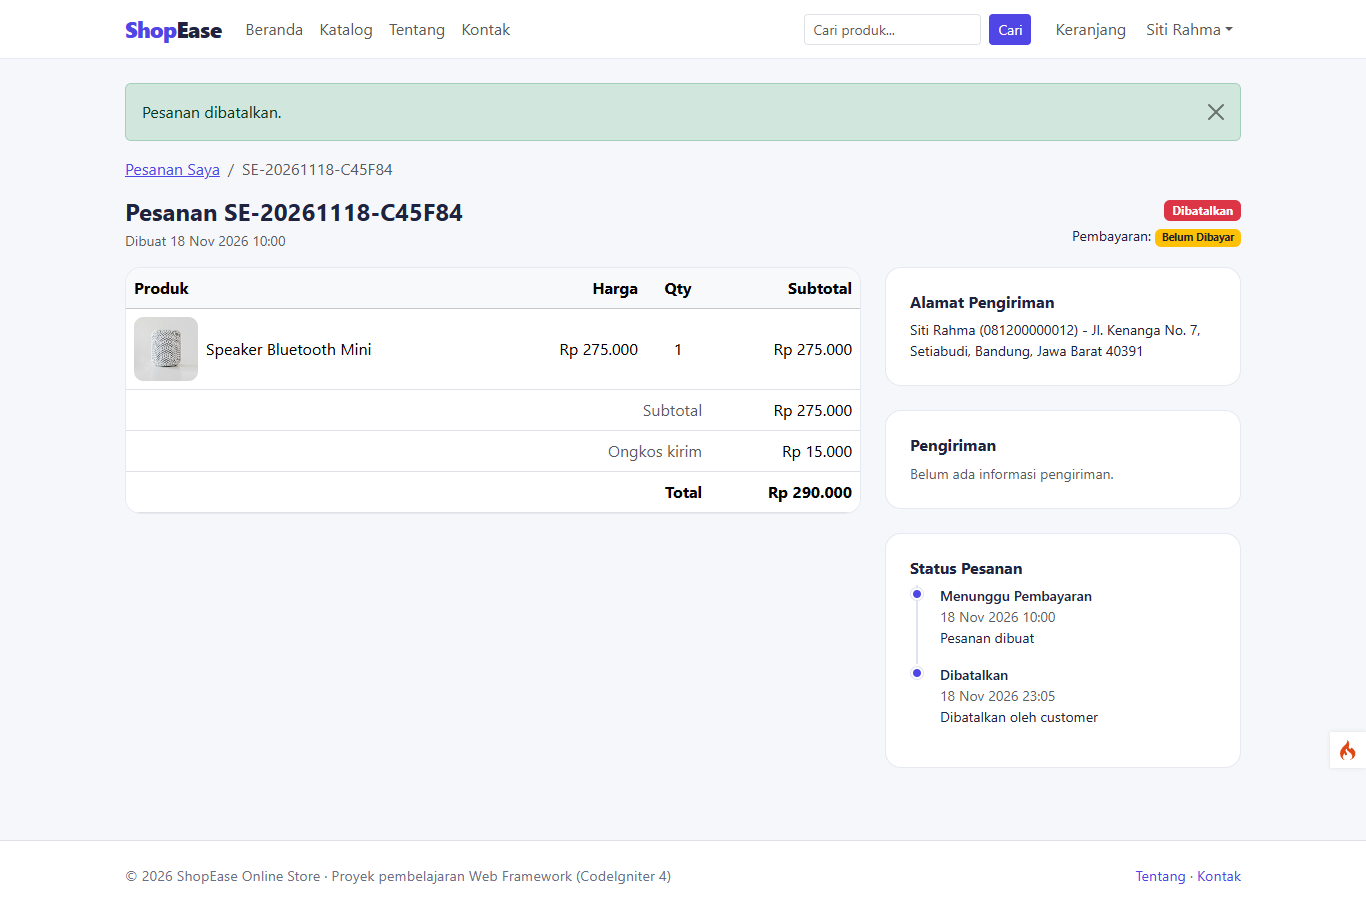 ShopEase Beranda Katalog Tentang Kontak Cari produk... Cari Keranjang Siti Rahma
Pesanan dibatalkan.
Pesanan Saya / SE-20261118-C45F84
Pesanan SE-20261118-C45F84
Dibuat 18 Nov 2026 10:00
Dibatalkan
Pembayaran: Belum Dibayar
Produk Harga Qty Subtotal
Speaker Bluetooth Mini Rp 275.000 1 Rp 275.000
Subtotal Rp 275.000
Ongkos kirim Rp 15.000
Total Rp 290.000
Alamat Pengiriman
Siti Rahma (081200000012) - Jl. Kenanga No. 7,
Setiabudi, Bandung, Jawa Barat 40391
Pengiriman
Belum ada informasi pengiriman.
Status Pesanan
Menunggu Pembayaran
18 Nov 2026 10:00
Pesanan dibuat
Dibatalkan
18 Nov 2026 23:05
Dibatalkan oleh customer
© 2026 ShopEase Online Store · Proyek pembelajaran Web Framework (CodeIgniter 4) Tentang · Kontak